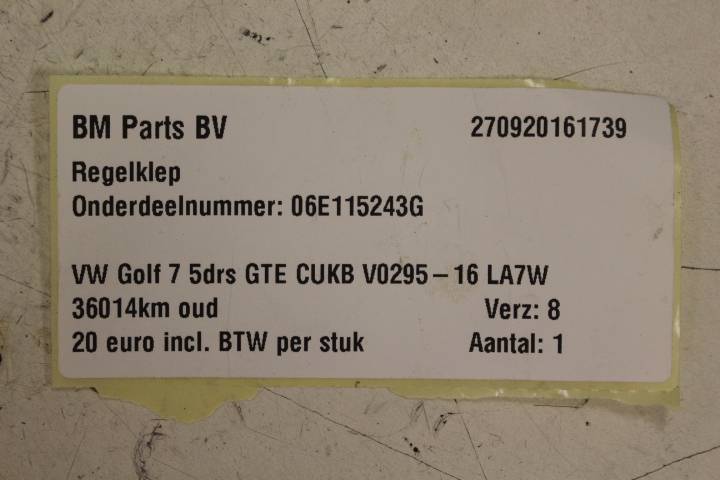 BM Parts BV 270920161739
Regelklep
Onderdeelnummer: 06E115243G
VW Golf 7 5drs GTE CUKB V0295-16 LA7W
36014km oud Verz: 8
20 euro incl. BTW per stuk Aantal: 1